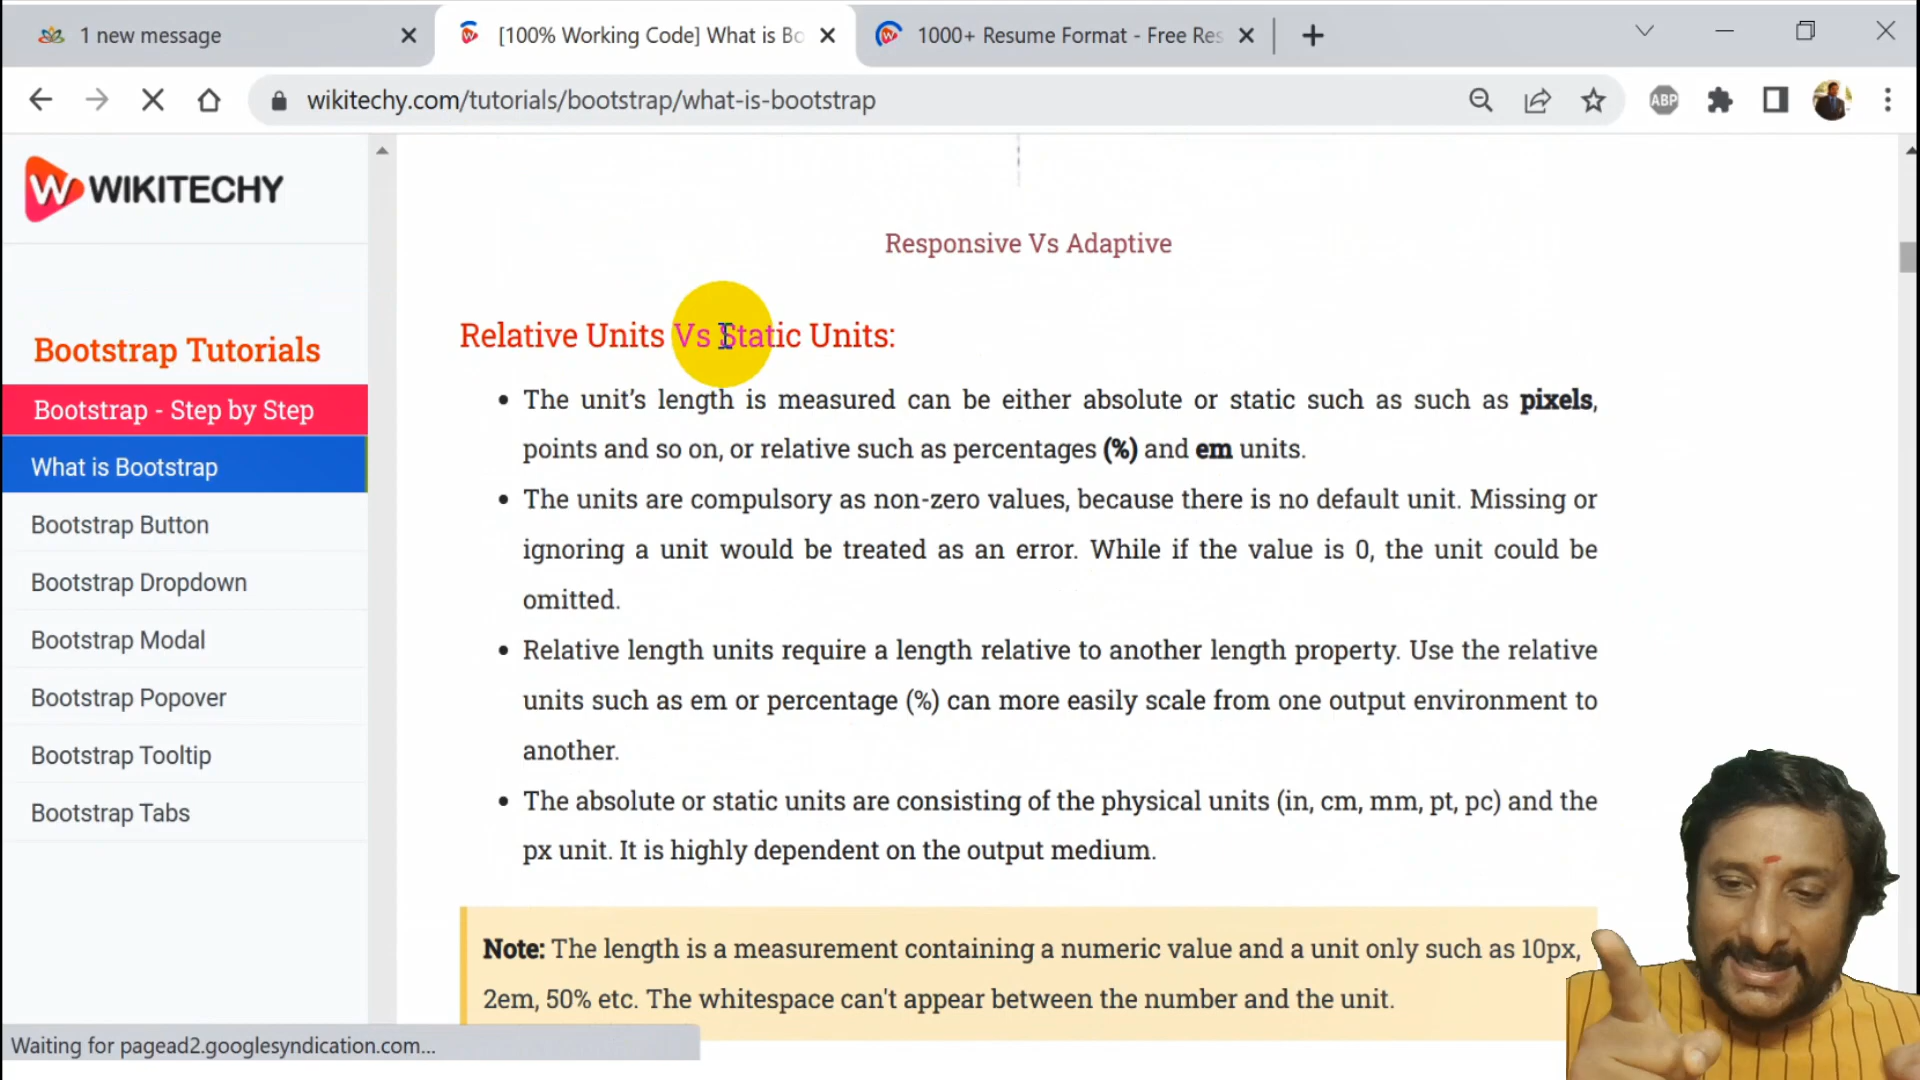 1 new message
[100% Working Code] What is Bo
1000+ Resume Format - Free Res
wikitechy.com/tutorials/bootstrap/what-is-bootstrap
ABP
W WIKITECHY
Bootstrap Tutorials
Bootstrap - Step by Step
What is Bootstrap
Bootstrap Button
Bootstrap Dropdown
Bootstrap Modal
Bootstrap Popover
Bootstrap Tooltip
Bootstrap Tabs
Responsive Vs Adaptive
Relative Units Vs Static Units:
• The unit's length is measured can be either absolute or static such as such as pixels,
points and so on, or relative such as percentages (%) and em units.
• The units are compulsory as non-zero values, because there is no default unit. Missing or
ignoring a unit would be treated as an error. While if the value is 0, the unit could be
omitted.
• Relative length units require a length relative to another length property. Use the relative
units such as em or percentage (%) can more easily scale from one output environment to
another.
• The absolute or static units are consisting of the physical units (in, cm, mm, pt, pc) and the
px unit. It is highly dependent on the output medium.
Note: The length is a measurement containing a numeric value and a unit only such as 10px,
2em, 50% etc. The whitespace can't appear between the number and the unit.
Waiting for pagead2.googlesyndication.com...